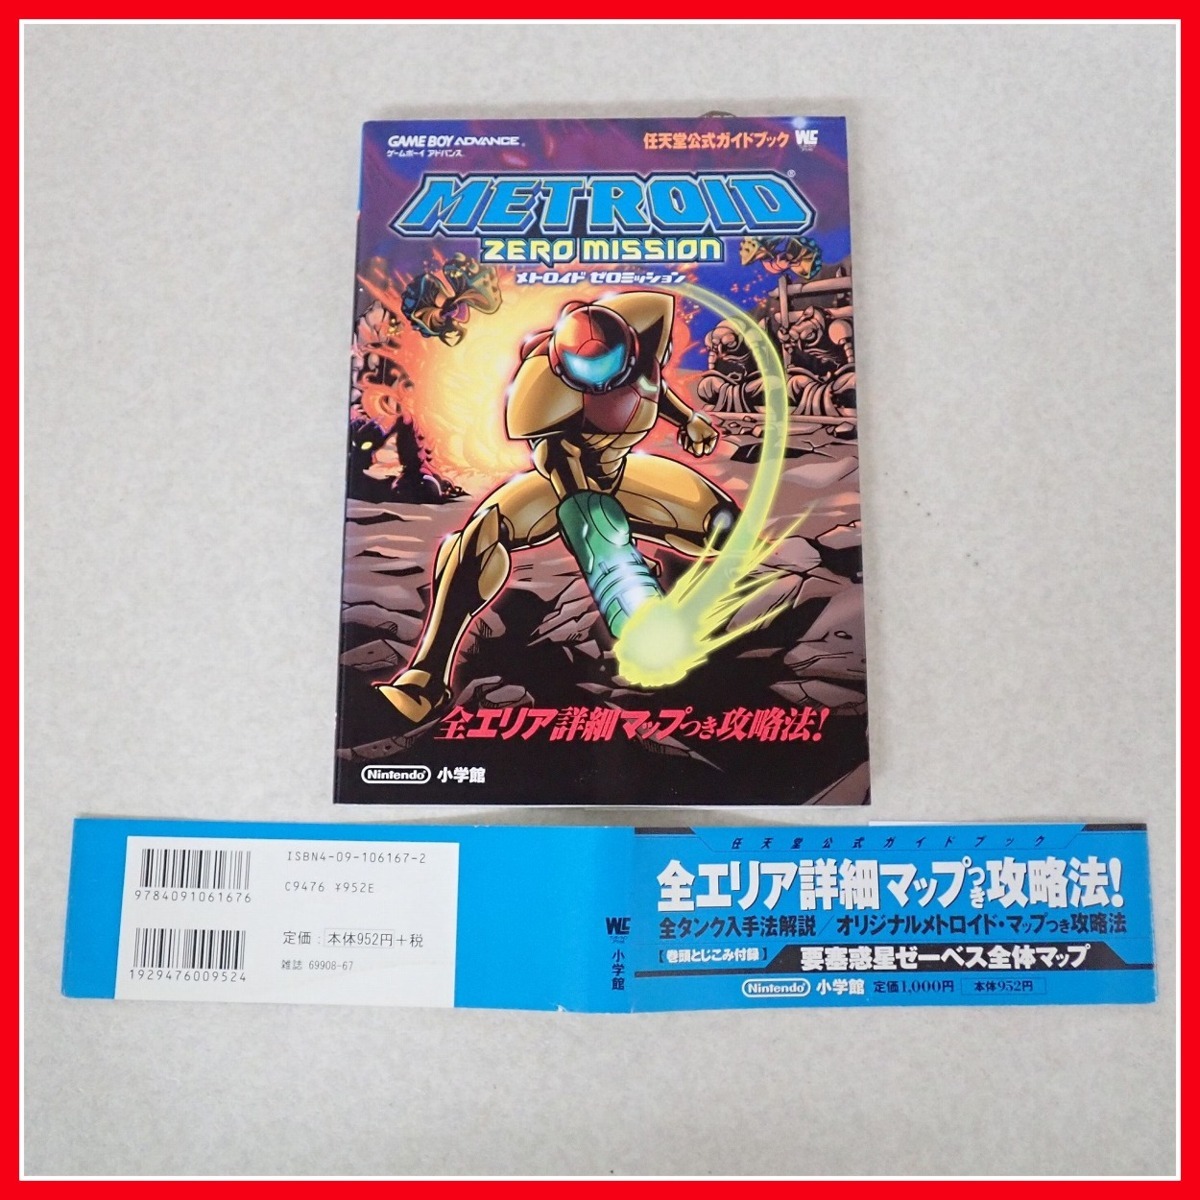 GAME BOY ADVANCE
ゲームボーイ アドバンス
任天堂公式ガイドブック
METROID®
ZERO MISSION
メトロイド ゼロミッション
全エリア詳細マップつき攻略法!
Nintendo® 小学館
ISBN4-09-106167-2
9784091061676
C9476 ¥952E
定価:本体952円+税
1929476009524
雑誌 69908-67
小学館
任天堂公式ガイドブック
全エリア詳細マップつき攻略法!
全タンク入手法解説/オリジナルメトロイド・マップつき攻略法
【巻頭とじこみ付録】 要塞惑星ゼーベス全体マップ
Nintendo® 小学館 定価1,000円 本体952円